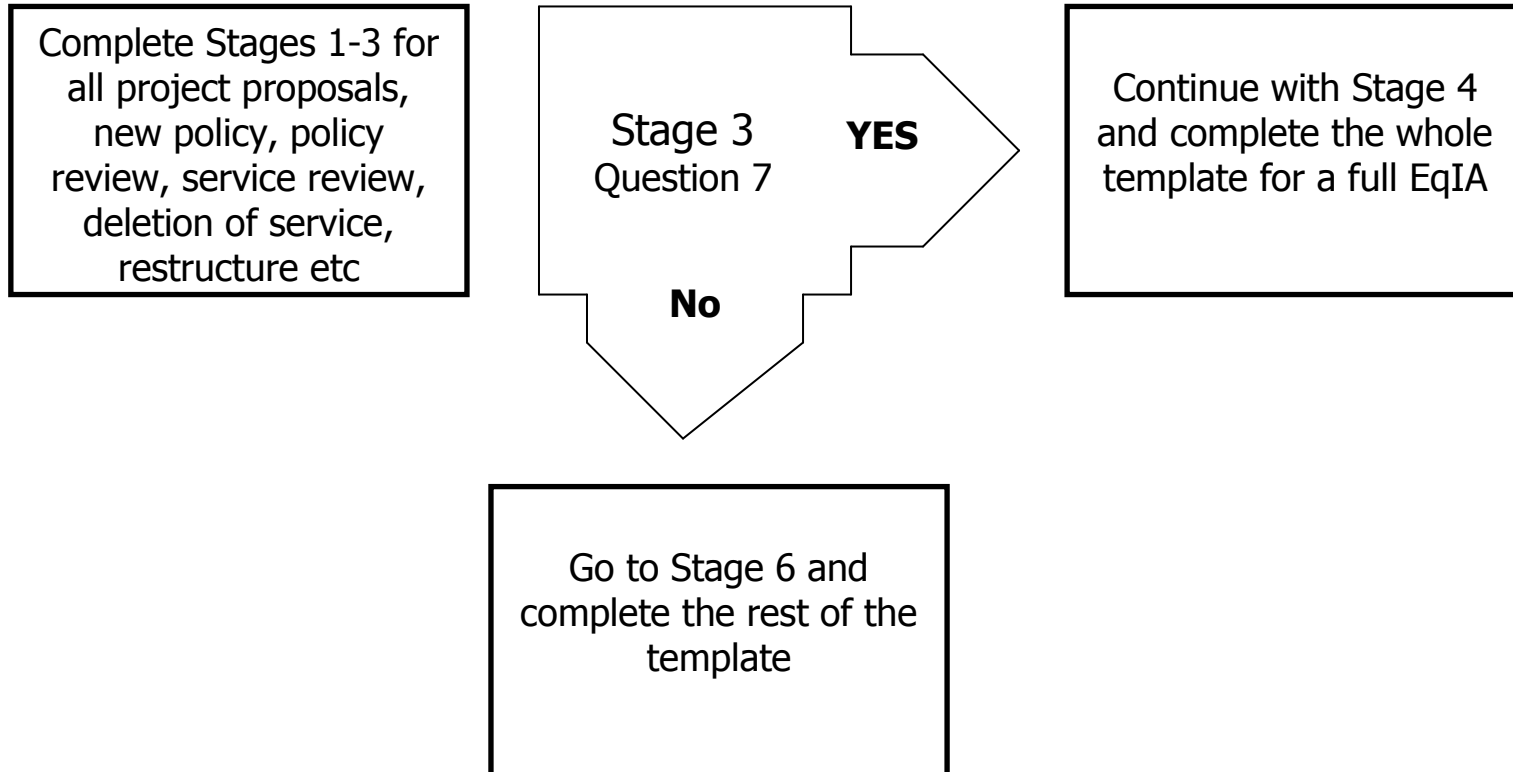 Complete Stages 1-3 for
all project proposals,
new policy, policy
review, service review,
deletion of service,
restructure etc
Stage 3
Question 7
YES
No
Continue with Stage 4
and complete the whole
template for a full EqIA
Go to Stage 6 and
complete the rest of the
template